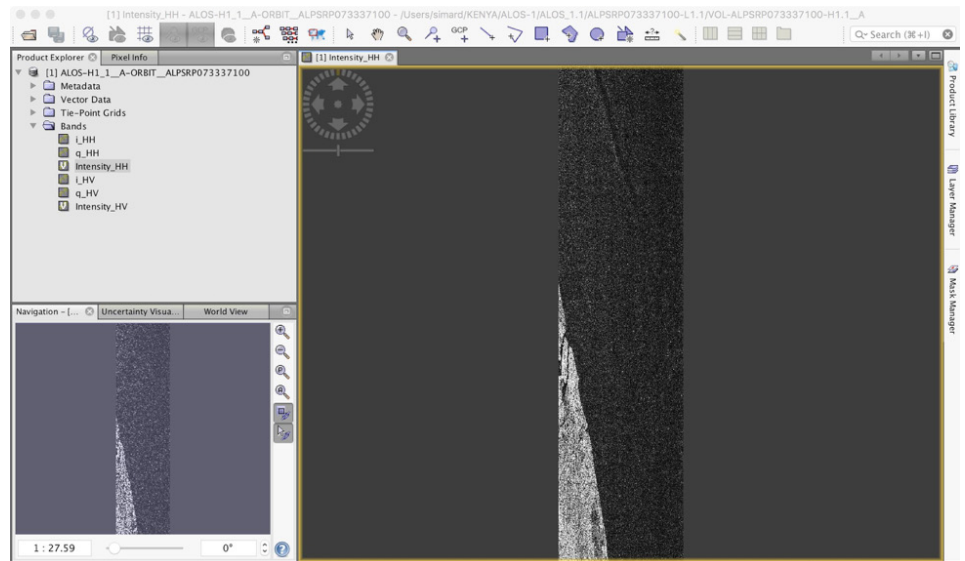 [1] Intensity_HH - ALOS-H1_1__A-ORBIT__ALPSRP073337100 - /Users/simard/KENYA/ALOS-1/ALOS_1.1/ALPSRP073337100-L1.1/VOL-ALPSRP073337100-H1.1__A
GCP
Search (⌘+I)
Product Explorer Pixel Info
[1] Intensity_HH
[1] ALOS-H1_1__A-ORBIT__ALPSRP073337100
Metadata
Vector Data
Tie-Point Grids
Bands
i_HH
q_HH
Intensity_HH
i_HV
q_HV
Intensity_HV
Product Library
Layer Manager
Mask Manager
Navigation - [... Uncertainty Visua... World View
1 : 27.59 0°